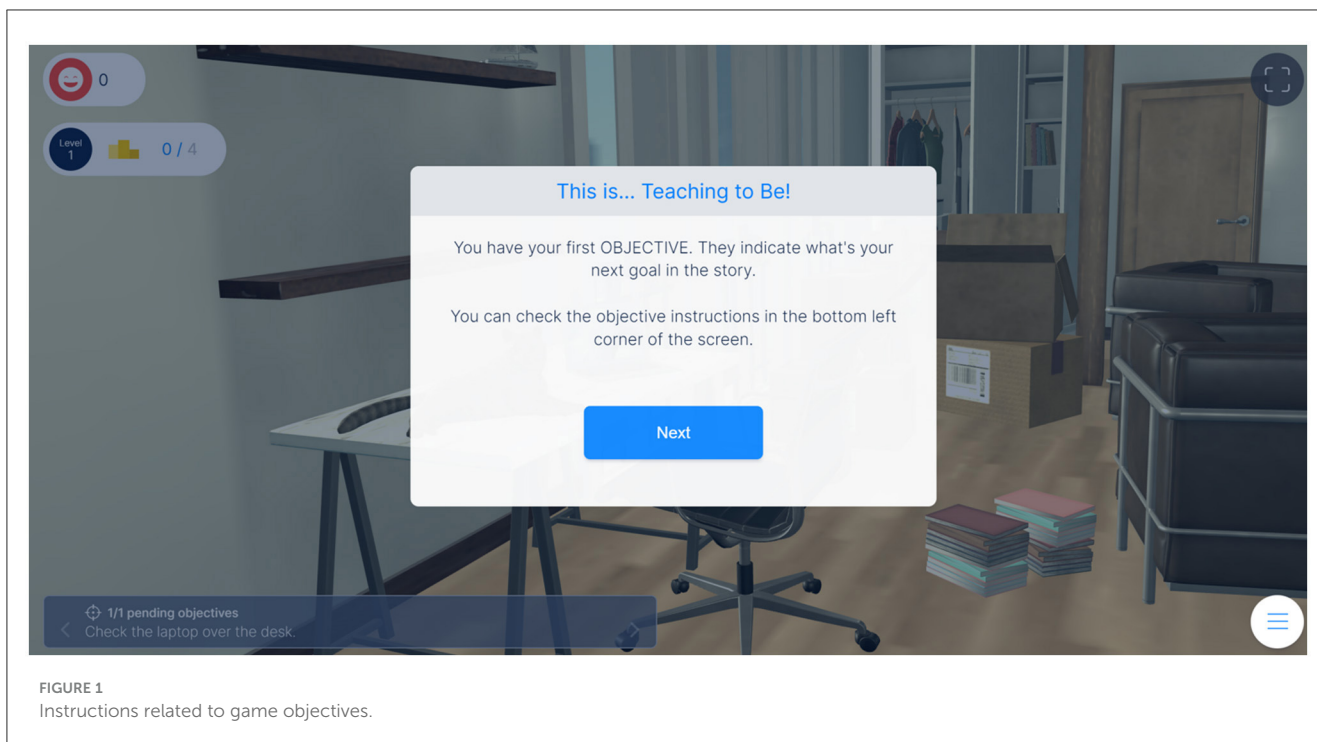 0
Level
1
0 / 4
This is... Teaching to Be!
You have your first OBJECTIVE. They indicate what's your
next goal in the story.
You can check the objective instructions in the bottom left
corner of the screen.
Next
1/1 pending objectives
Check the laptop over the desk.
FIGURE 1
Instructions related to game objectives.